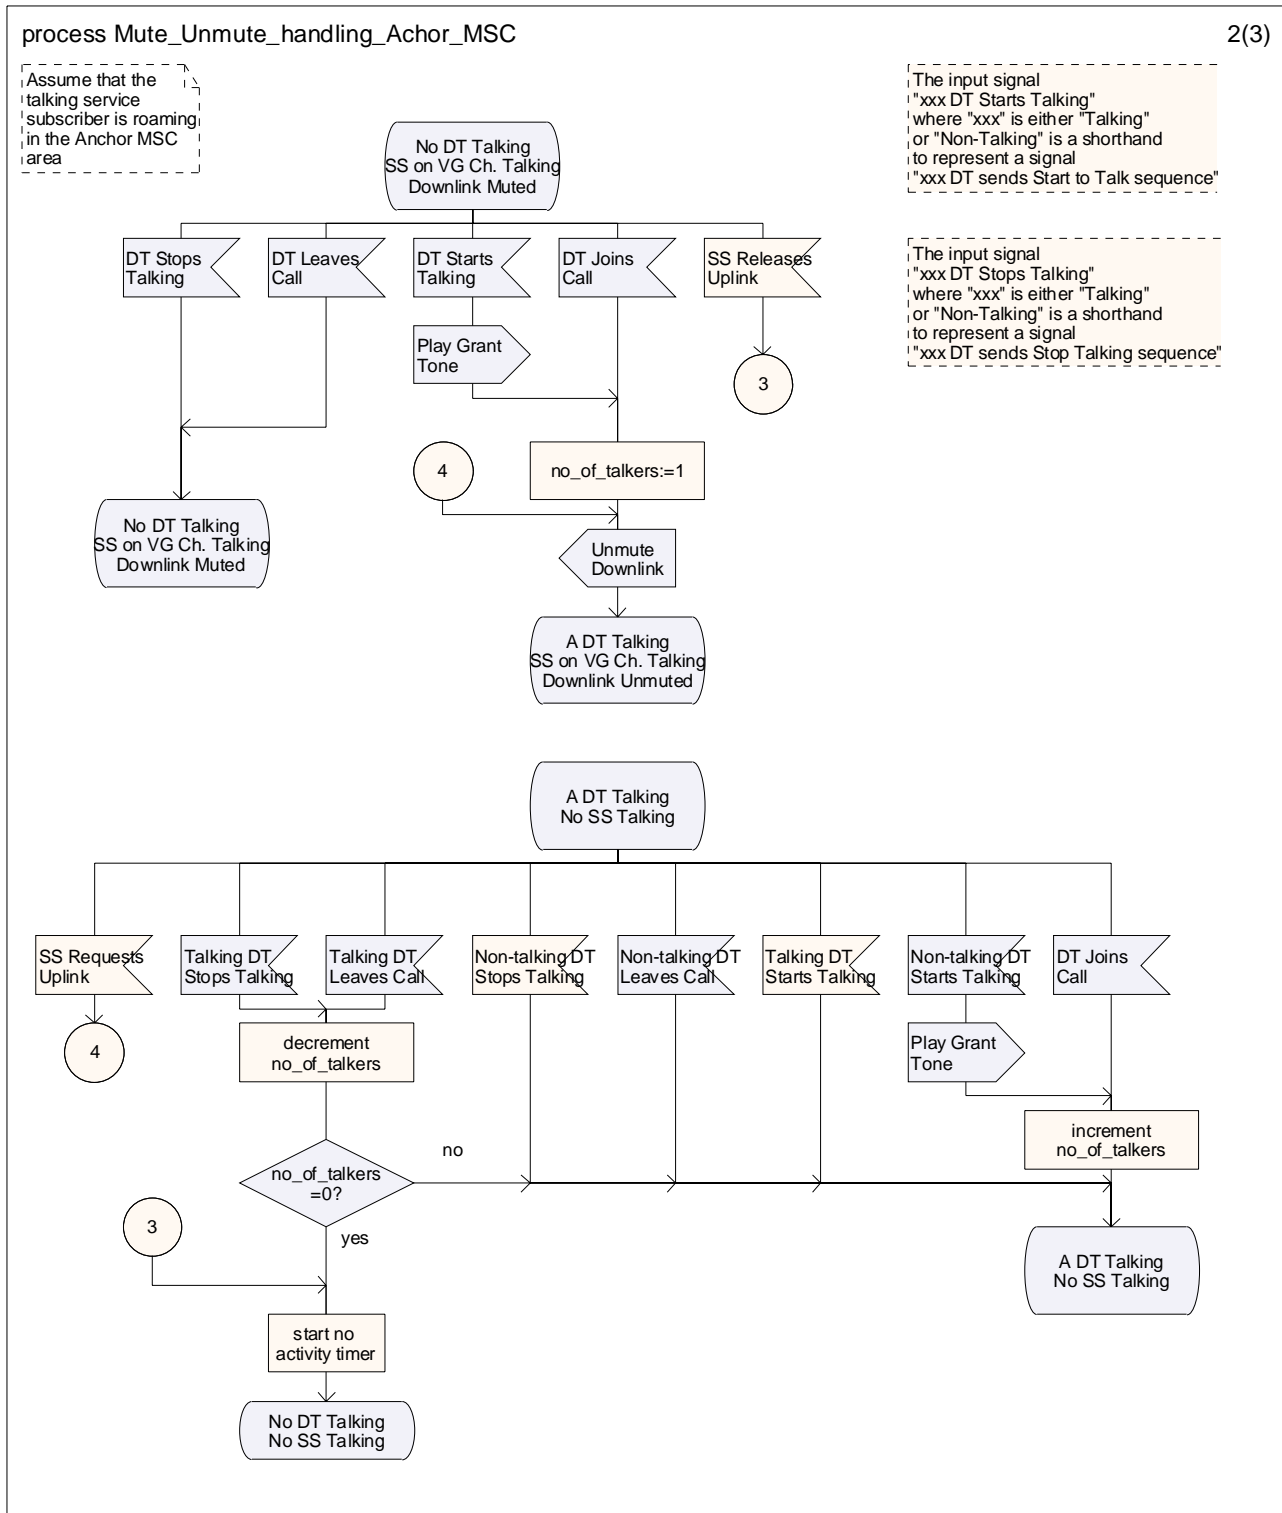 process Mute_Unmute_handling_Achor_MSC
2(3)
Assume that the
talking service
subscriber is roaming
in the Anchor MSC
area
The input signal
"xxx DT Starts Talking"
where "xxx" is either "Talking"
or "Non-Talking" is a shorthand
to represent a signal
"xxx DT sends Start to Talk sequence"
No DT Talking
SS on VG Ch. Talking
Downlink Muted
The input signal
"xxx DT Stops Talking"
where "xxx" is either "Talking"
or "Non-Talking" is a shorthand
to represent a signal
"xxx DT sends Stop Talking sequence"
DT Stops
Talking
DT Leaves
Call
DT Starts
Talking
DT Joins
Call
SS Releases
Uplink
Play Grant
Tone
3
4
no_of_talkers:=1
No DT Talking
SS on VG Ch. Talking
Downlink Muted
Unmute
Downlink
A DT Talking
SS on VG Ch. Talking
Downlink Unmuted
A DT Talking
No SS Talking
SS Requests
Uplink
Talking DT
Stops Talking
Talking DT
Leaves Call
Non-talking DT
Stops Talking
Non-talking DT
Leaves Call
Talking DT
Starts Talking
Non-talking DT
Starts Talking
DT Joins
Call
4
decrement
no_of_talkers
Play Grant
Tone
increment
no_of_talkers
no_of_talkers
=0?
no
yes
3
A DT Talking
No SS Talking
start no
activity timer
No DT Talking
No SS Talking